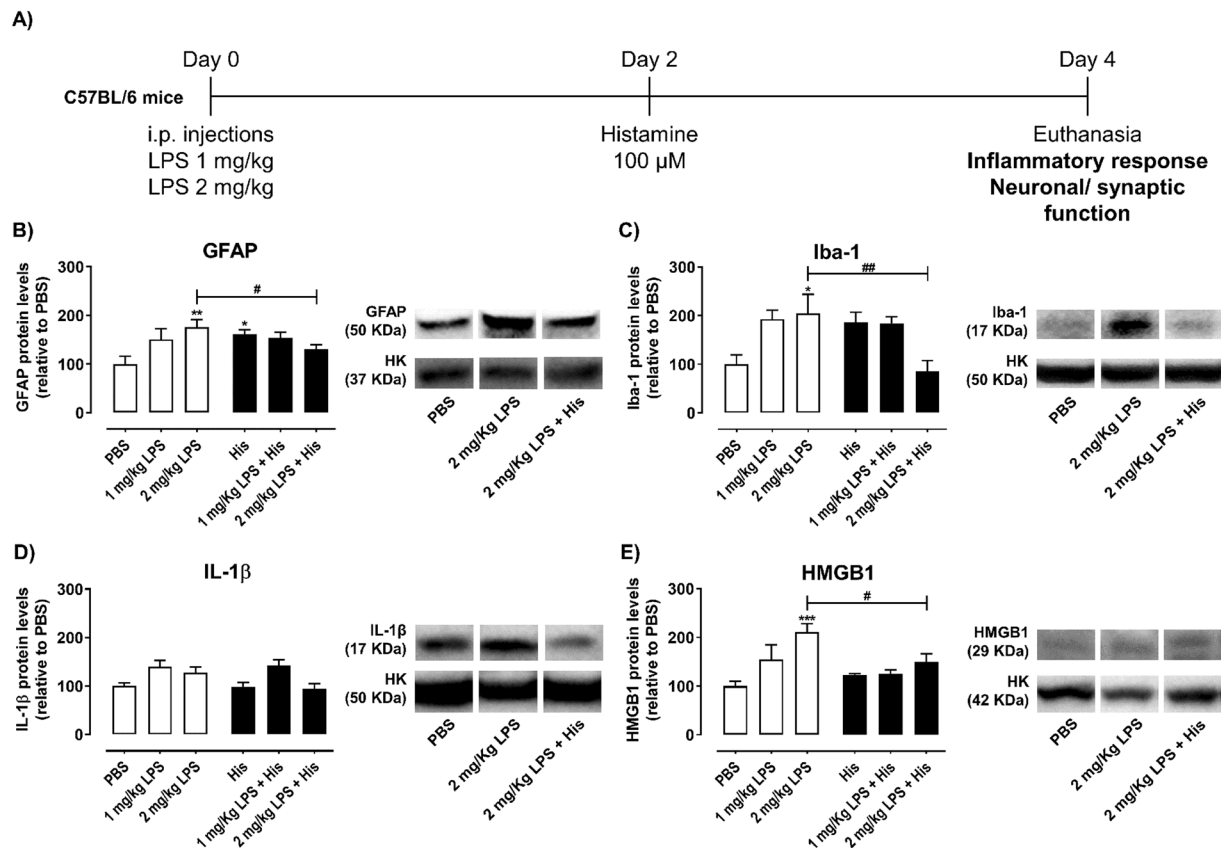 A)
Day 0
Day 2
Day 4
C57BL/6 mice
i.p. injections
LPS 1 mg/kg
LPS 2 mg/kg
Histamine
100 µM
Euthanasia
Inflammatory response
Neuronal/ synaptic
function
B)
GFAP
GFAP protein levels
(relative to PBS)
300
200
100
0
**
*
#
PBS
1 mg/kg LPS
2 mg/kg LPS
His
1 mg/Kg LPS + His
2 mg/kg LPS + His
GFAP
(50 KDa)
HK
(37 KDa)
PBS
2 mg/Kg LPS
2 mg/Kg LPS + His
C)
Iba-1
Iba-1 protein levels
(relative to PBS)
300
200
100
0
*
##
PBS
1 mg/kg LPS
2 mg/kg LPS
His
1 mg/Kg LPS + His
2 mg/kg LPS + His
Iba-1
(17 KDa)
HK
(50 KDa)
PBS
2 mg/Kg LPS
2 mg/Kg LPS + His
D)
IL-1β
IL-1β protein levels
(relative to PBS)
300
200
100
0
PBS
1 mg/kg LPS
2 mg/kg LPS
His
1 mg/Kg LPS + His
2 mg/kg LPS + His
IL-1β
(17 KDa)
HK
(50 KDa)
PBS
2 mg/Kg LPS
2 mg/Kg LPS + His
E)
HMGB1
HMGB1 protein levels
(relative to PBS)
300
200
100
0
***
#
PBS
1 mg/kg LPS
2 mg/kg LPS
His
1 mg/Kg LPS + His
2 mg/kg LPS + His
HMGB1
(29 KDa)
HK
(42 KDa)
PBS
2 mg/Kg LPS
2 mg/Kg LPS + His